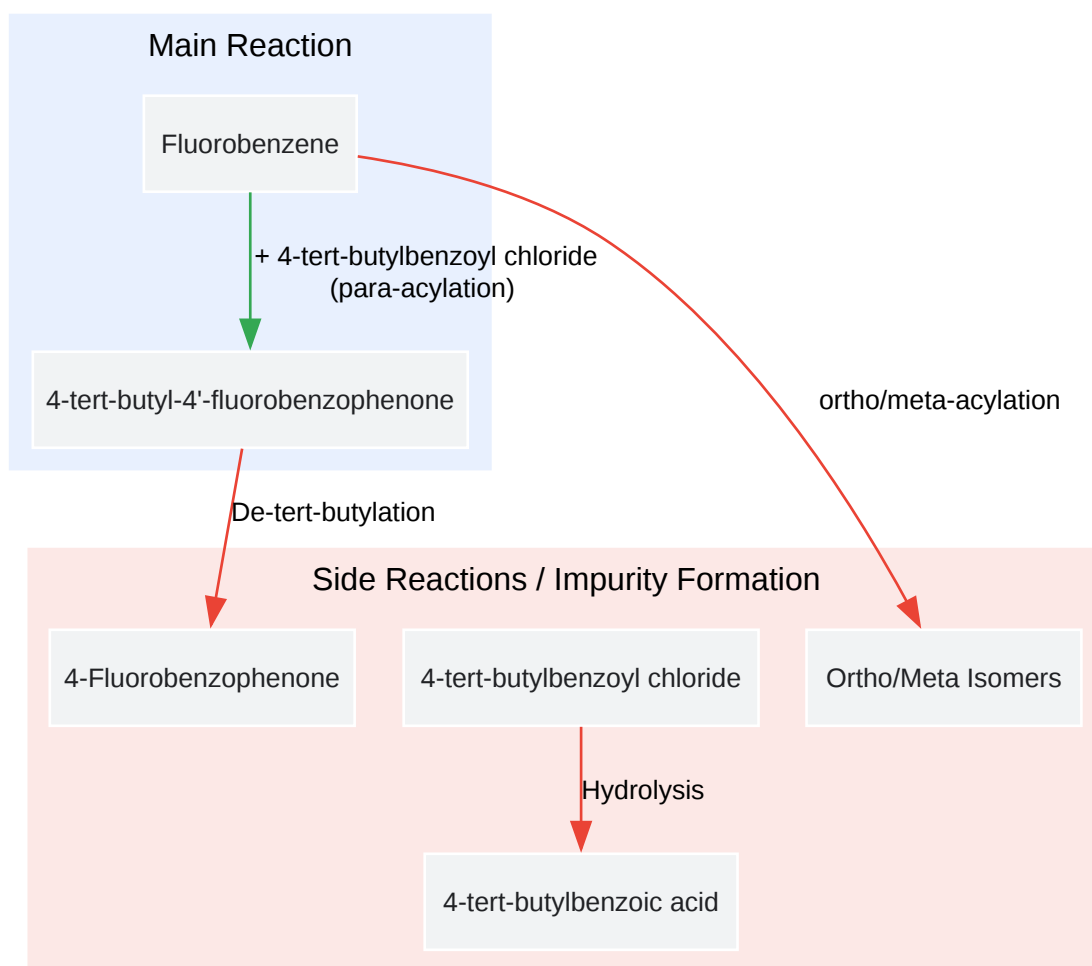 Main Reaction
Fluorobenzene
+ 4-tert-butylbenzoyl chloride
(para-acylation)
4-tert-butyl-4'-fluorobenzophenone
ortho/meta-acylation
De-tert-butylation
Side Reactions / Impurity Formation
4-Fluorobenzophenone
4-tert-butylbenzoyl chloride
Ortho/Meta Isomers
Hydrolysis
4-tert-butylbenzoic acid